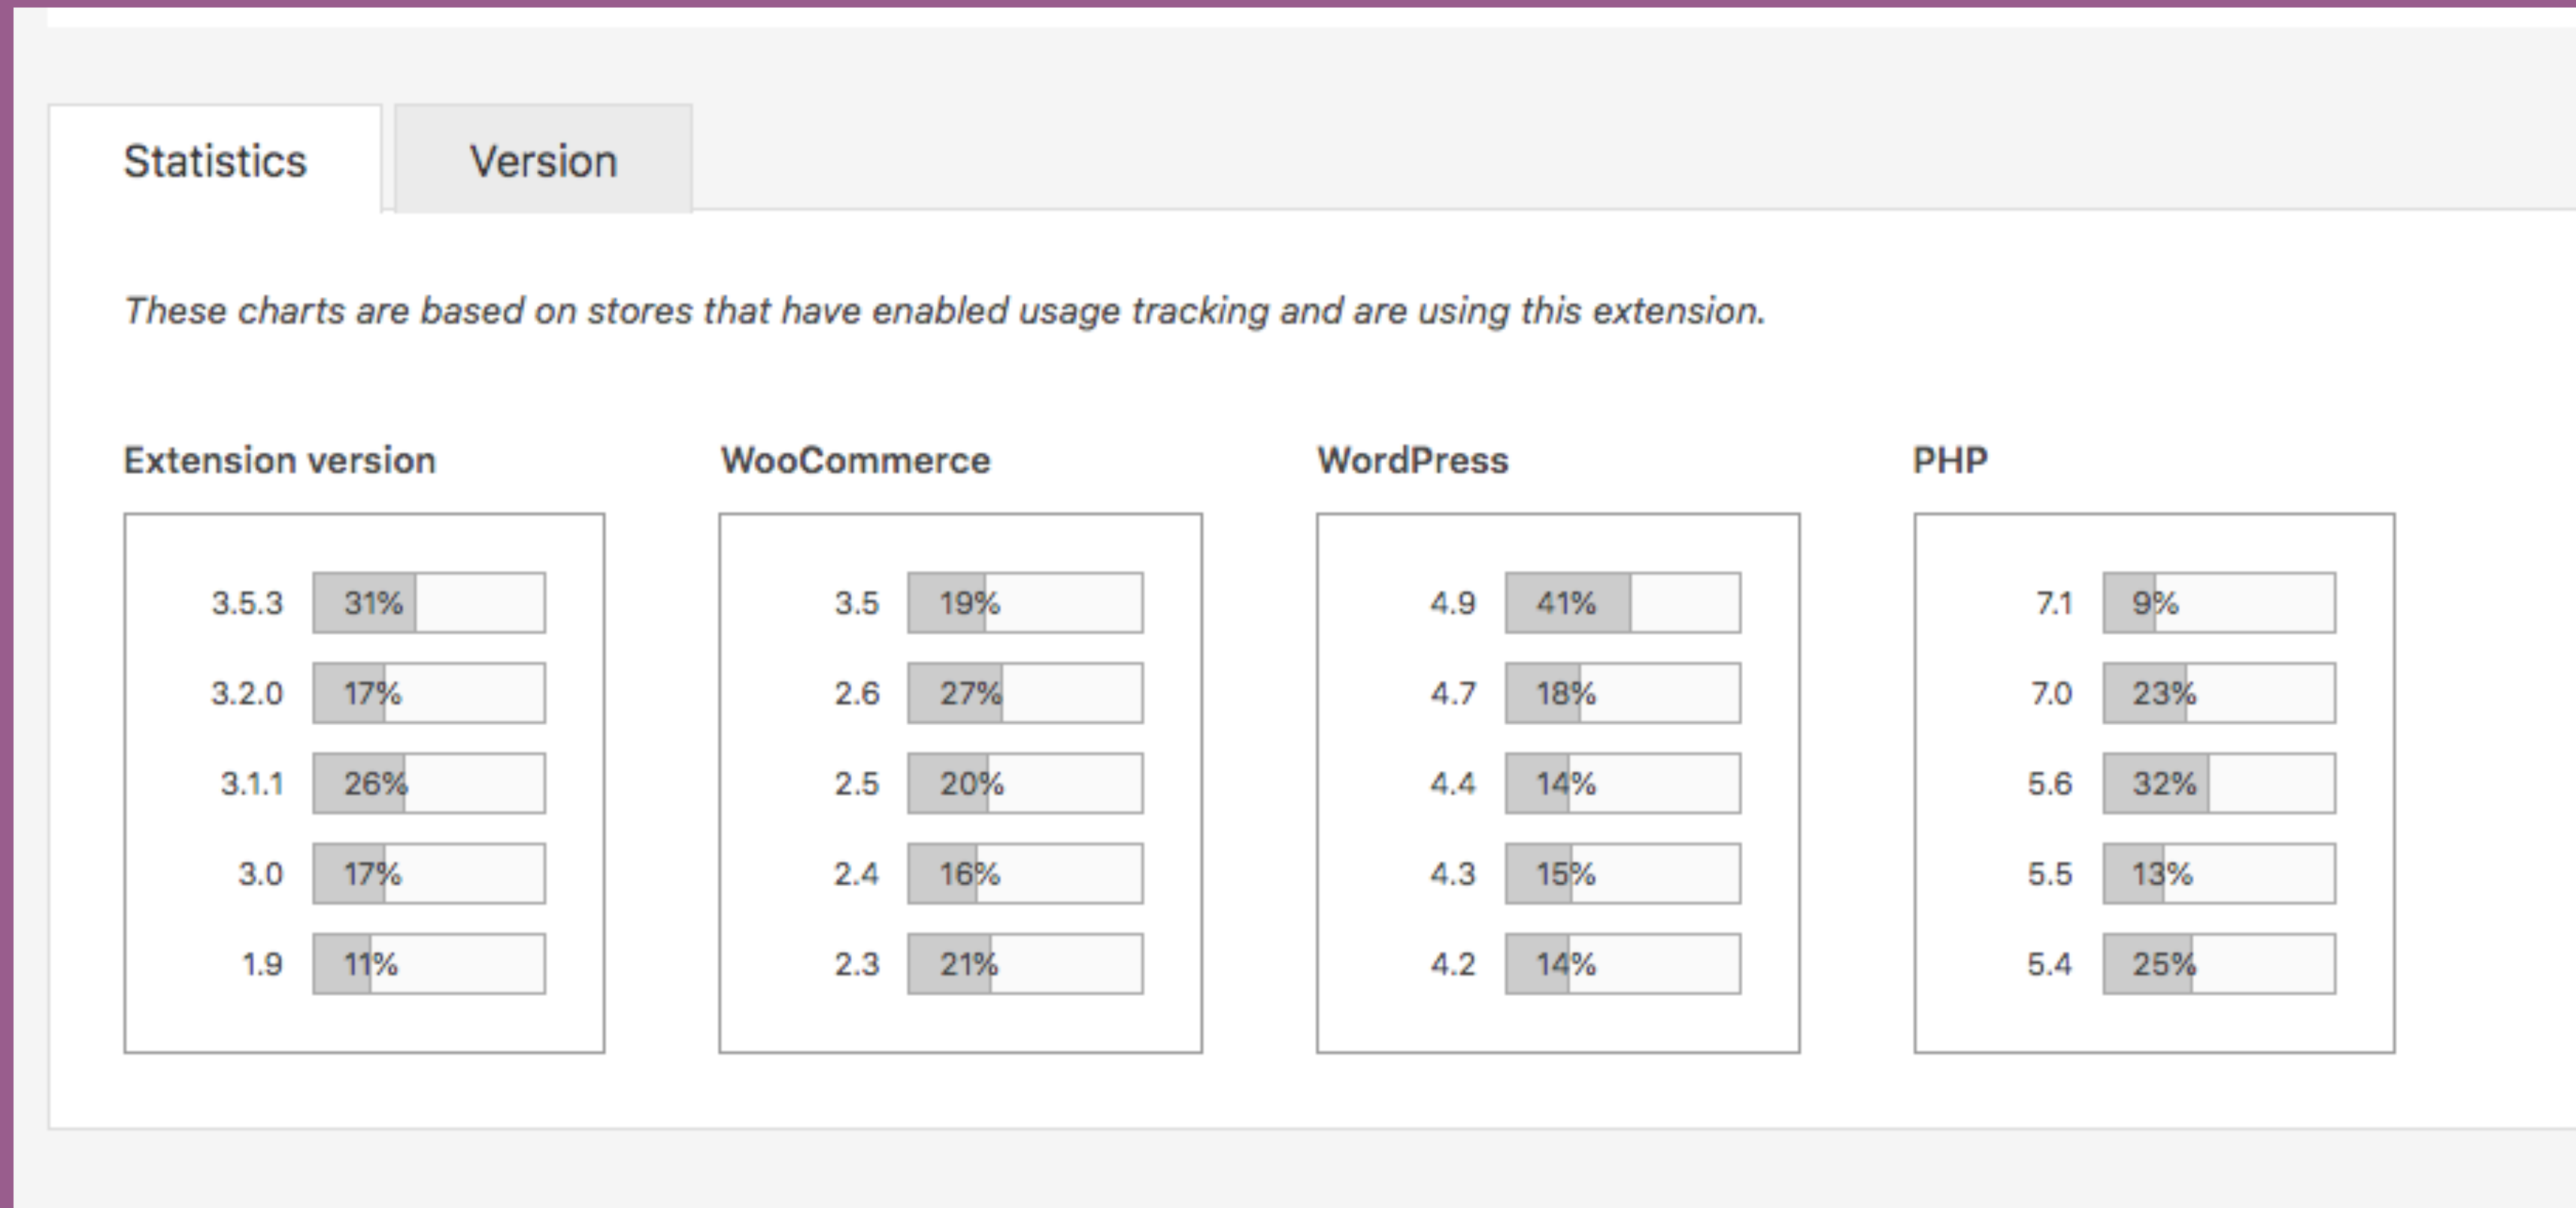 Statistics
Version
These charts are based on stores that have enabled usage tracking and are using this extension.
Extension version
3.5.3 31%
3.2.0 17%
3.1.1 26%
3.0 17%
1.9 11%
WooCommerce
3.5 19%
2.6 27%
2.5 20%
2.4 16%
2.3 21%
WordPress
4.9 41%
4.7 18%
4.4 14%
4.3 15%
4.2 14%
PHP
7.1 9%
7.0 23%
5.6 32%
5.5 13%
5.4 25%